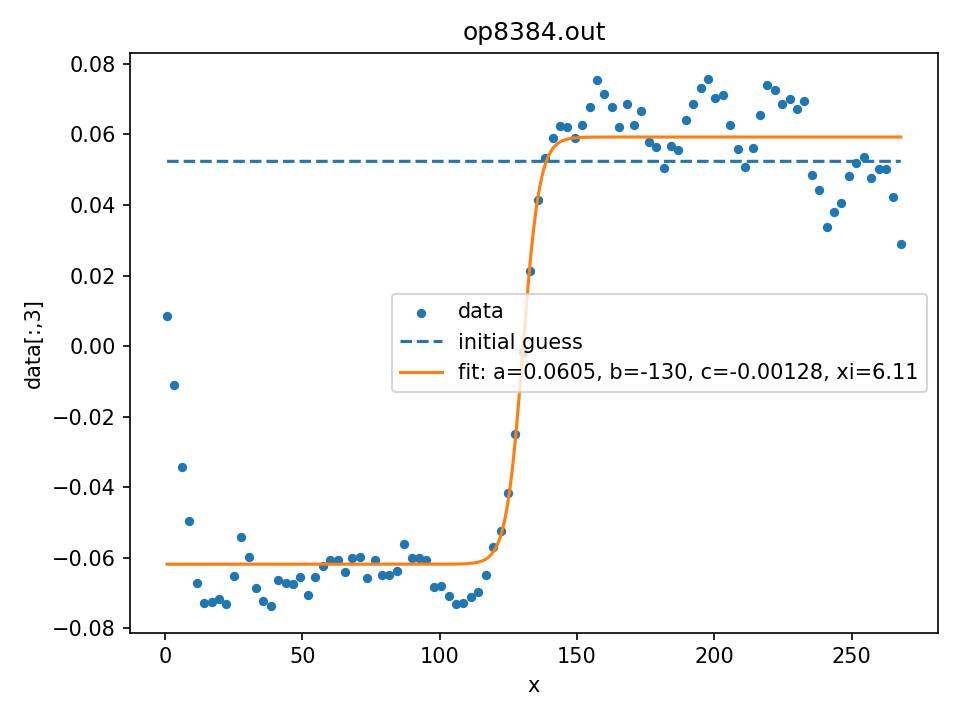 op8384.out
0.08
0.06
0.04
0.02
0.00
−0.02
−0.04
−0.06
−0.08
data[:,3]
data
initial guess
fit: a=0.0605, b=-130, c=-0.00128, xi=6.11
0 50 100 150 200 250
x